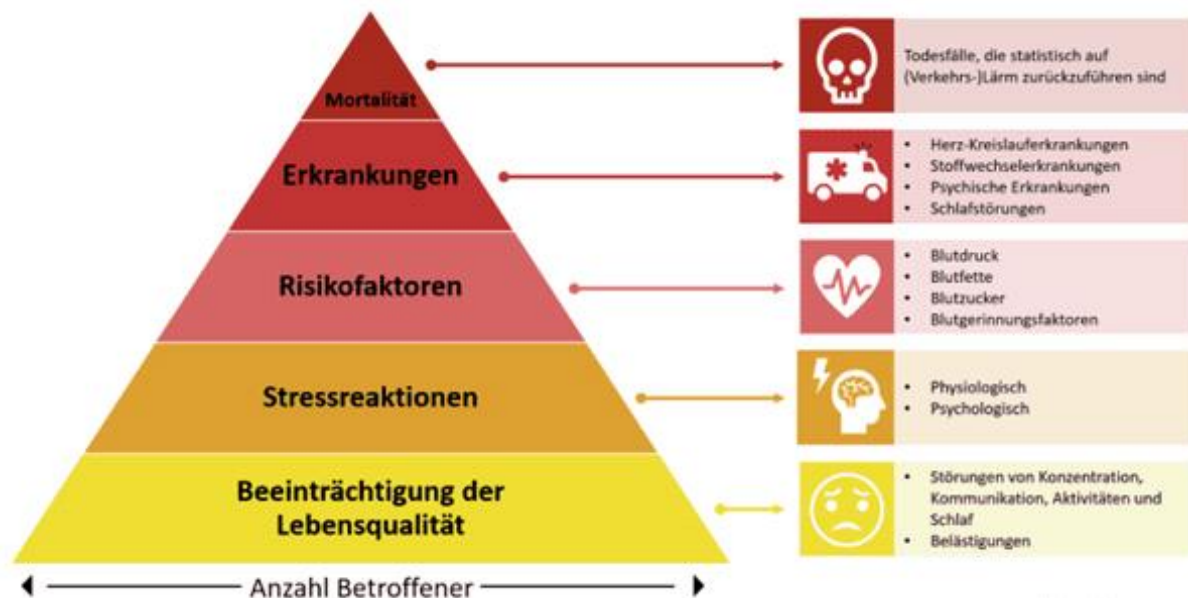 Mortalität
Todesfälle, die statistisch auf
(Verkehrs-)Lärm zurückzuführen sind
Erkrankungen
• Herz-Kreislauferkrankungen
• Stoffwechselerkrankungen
• Psychische Erkrankungen
• Schlafstörungen
Risikofaktoren
• Blutdruck
• Blutfette
• Blutzucker
• Blutgerinnungsfaktoren
Stressreaktionen
• Physiologisch
• Psychologisch
Beeinträchtigung der
Lebensqualität
• Störungen von Konzentration,
Kommunikation, Aktivitäten und
Schlaf
• Belästigungen
Anzahl Betroffener